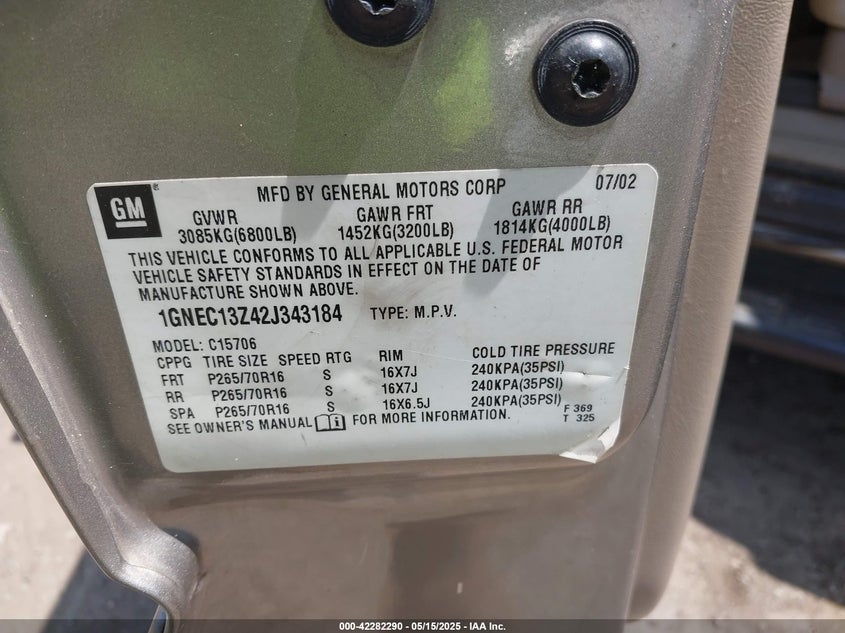 GM
MFD BY GENERAL MOTORS CORP 07/02
GVWR GAWR FRT GAWR RR
3085KG(6800LB) 1452KG(3200LB) 1814KG(4000LB)
THIS VEHICLE CONFORMS TO ALL APPLICABLE U.S. FEDERAL MOTOR
VEHICLE SAFETY STANDARDS IN EFFECT ON THE DATE OF
MANUFACTURE SHOWN ABOVE.
1GNEC13Z42J343184 TYPE: M.P.V.
MODEL: C15706
CPPG TIRE SIZE SPEED RTG RIM COLD TIRE PRESSURE
FRT P265/70R16 S 16X7J 240KPA(35PSI)
RR P265/70R16 S 16X7J 240KPA(35PSI)
SPA P265/70R16 S 16X6.5J 240KPA(35PSI)
SEE OWNER'S MANUAL FOR MORE INFORMATION.
F 369
T 325
000-42282290 - 05/15/2025 - IAA Inc.